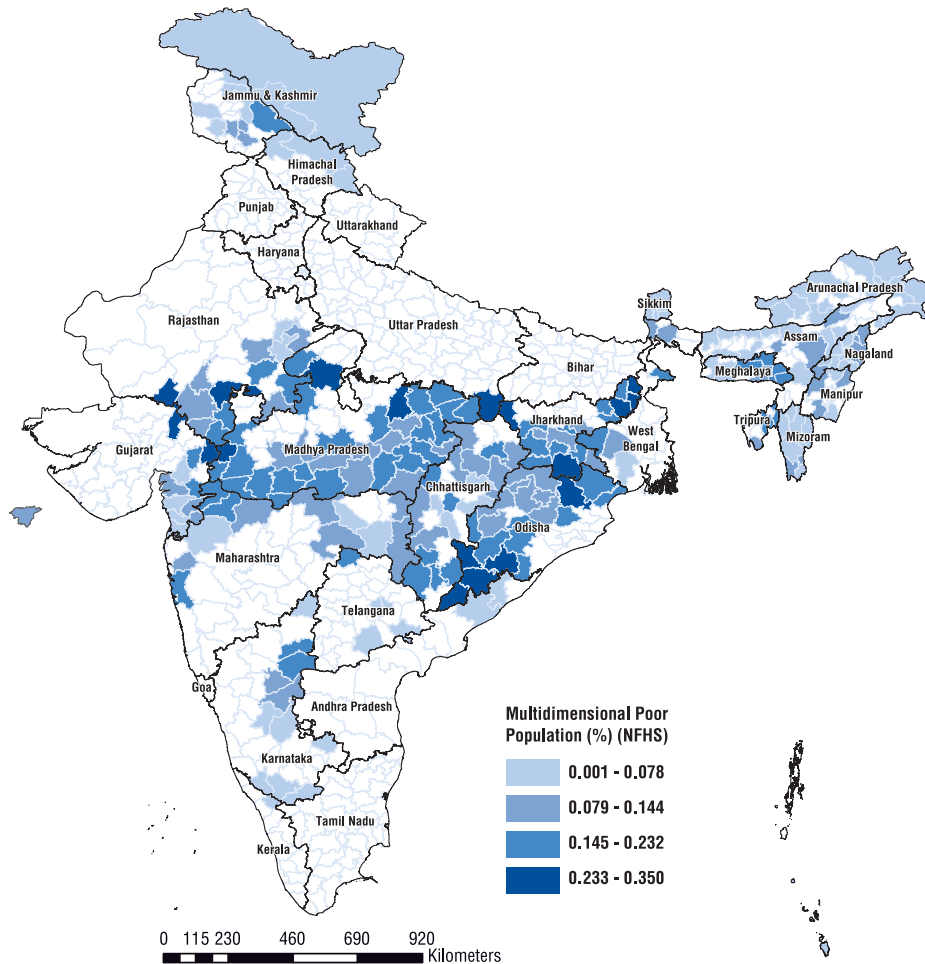 Jammu & Kashmir
Himachal
Pradesh
Punjab
Uttarakhand
Haryana
Arunachal Pradesh
Sikkim
Rajasthan
Uttar Pradesh
Assam
Nagaland
Bihar
Meghalaya
Manipur
Jharkhand
Tripura
West
Bengal
Mizoram
Gujarat
Madhya Pradesh
Chhattisgarh
Odisha
Maharashtra
Telangana
Goa
Andhra Pradesh
Karnataka
Tamil Nadu
Kerala
Multidimensional Poor
Population (%) (NFHS)
0.001 - 0.078
0.079 - 0.144
0.145 - 0.232
0.233 - 0.350
0 115 230 460 690 920
Kilometers